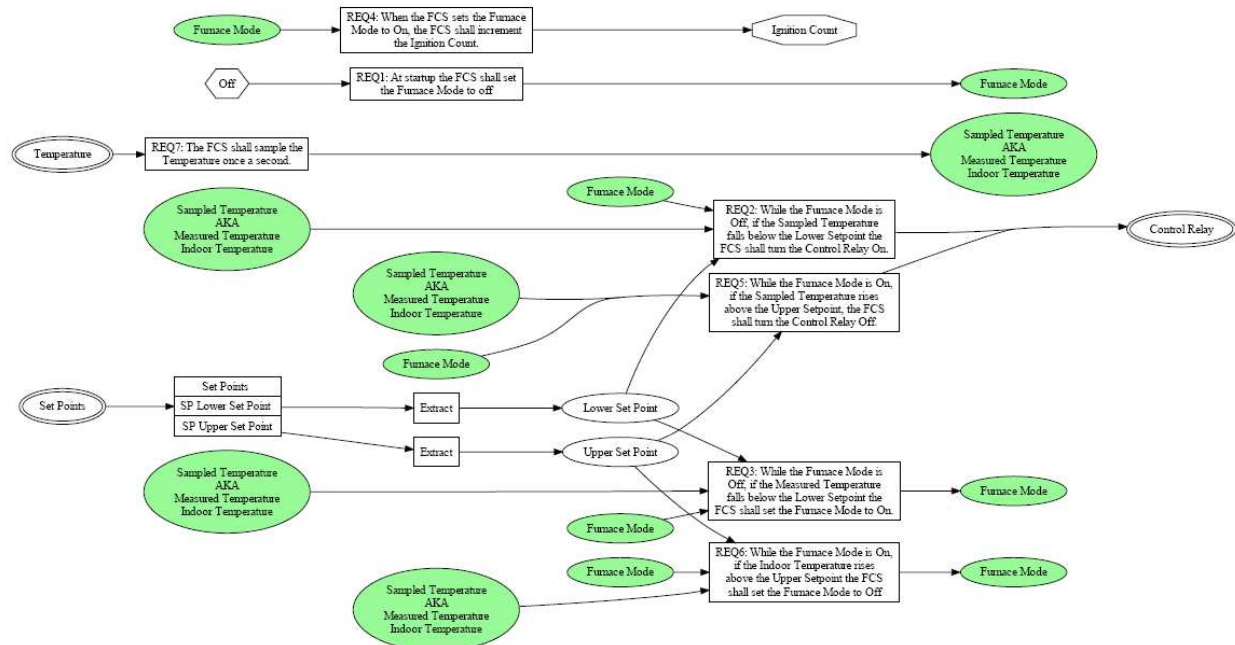 Furnace Mode
REQ4: When the FCS sets the Furnace
Mode to On, the FCS shall increment
the Ignition Count.
Ignition Count
Off
REQ1: At startup the FCS shall set
the Furnace Mode to off
Furnace Mode
Temperature
REQ7: The FCS shall sample the
Temperature once a second.
Sampled Temperature
AKA
Measured Temperature
Indoor Temperature
Furnace Mode
Sampled Temperature
AKA
Measured Temperature
Indoor Temperature
REQ2: While the Furnace Mode is
Off, if the Sampled Temperature
falls below the Lower Setpoint the
FCS shall turn the Control Relay On.
Control Relay
Sampled Temperature
AKA
Measured Temperature
Indoor Temperature
REQ5: While the Furnace Mode is On,
if the Sampled Temperature rises
above the Upper Setpoint, the FCS
shall turn the Control Relay Off.
Furnace Mode
Set Points
Set Points
SP Lower Set Point
SP Upper Set Point
Extract
Lower Set Point
Extract
Upper Set Point
Sampled Temperature
AKA
Measured Temperature
Indoor Temperature
REQ3: While the Furnace Mode is
Off, if the Measured Temperature
falls below the Lower Setpoint the
FCS shall set the Furnace Mode to On.
Furnace Mode
Furnace Mode
Furnace Mode
REQ6: While the Furnace Mode is On,
if the Indoor Temperature rises
above the Upper Setpoint the FCS
shall set the Furnace Mode to Off
Furnace Mode
Sampled Temperature
AKA
Measured Temperature
Indoor Temperature